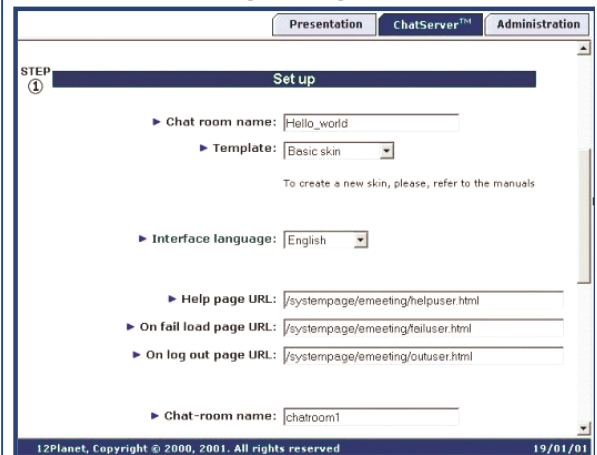 Presentation ChatServer™ Administration
STEP
①
Set up
Chat room name: Hello_world
Template: Basic skin
To create a new skin, please, refer to the manuals
Interface language: English
Help page URL: /systempage/emeeting/helpuser.html
On fail load page URL: /systempage/emeeting/failuser.html
On log out page URL: /systempage/emeeting/outuser.html
Chat-room name: chatroom1
12Planet, Copyright © 2000, 2001. All rights reserved 19/01/01